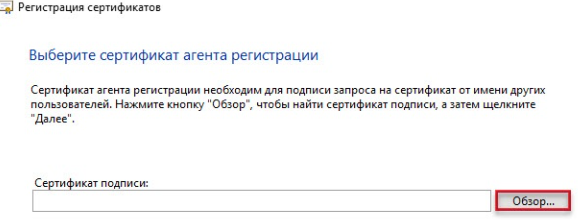 Регистрация сертификатов
Выберите сертификат агента регистрации
Сертификат агента регистрации необходим для подписи запроса на сертификат от имени других
пользователей. Нажмите кнопку "Обзор", чтобы найти сертификат подписи, а затем щелкните
"Далее".
Сертификат подписи:
Обзор...